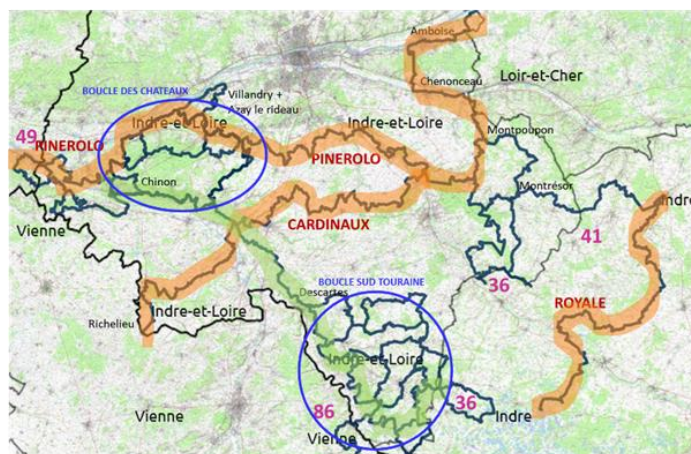 Amboise
Chenonceau
Loir-et-Cher
BOUCLE DES CHATEAUX
Villandry +
Azay le rideau
Indre-et-Loire
Indre-et-Loire
Montpoupon
49
PINEROLO
PINEROLO
Chinon
Montrésor
Indre
CARDINAUX
41
Vienne
36
BOUCLE SUD TOURAINE
Descartes
ROYALE
Indre-et-Loire
Richelieu
Indre-et-Loire
86
36
Indre
Vienne
Vienne